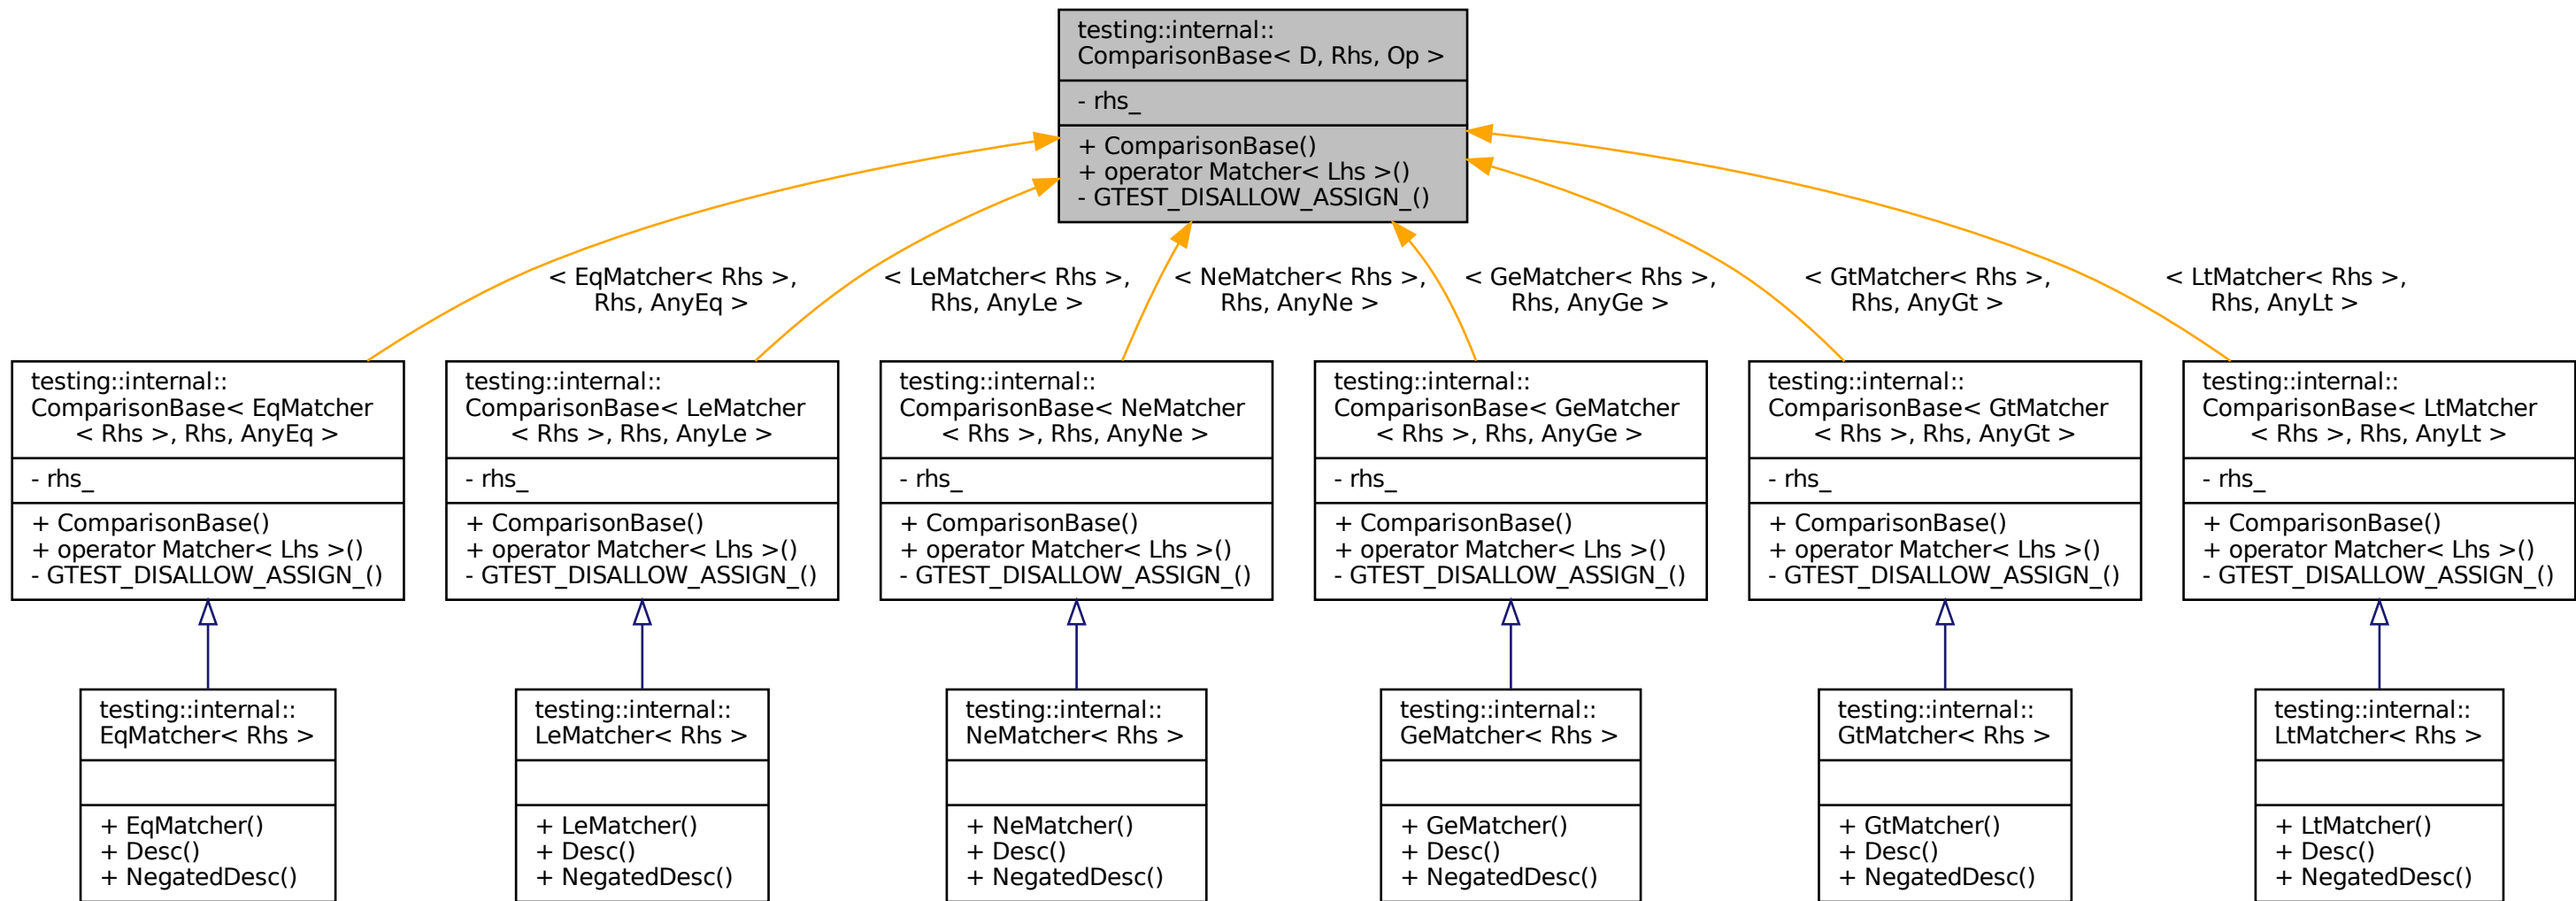 testing::internal::
ComparisonBase< D, Rhs, Op >
- rhs_
+ ComparisonBase()
+ operator Matcher< Lhs >()
- GTEST_DISALLOW_ASSIGN_()
< EqMatcher< Rhs >,
Rhs, AnyEq >
< LeMatcher< Rhs >,
Rhs, AnyLe >
< NeMatcher< Rhs >,
Rhs, AnyNe >
< GeMatcher< Rhs >,
Rhs, AnyGe >
< GtMatcher< Rhs >,
Rhs, AnyGt >
< LtMatcher< Rhs >,
Rhs, AnyLt >
testing::internal::
ComparisonBase< EqMatcher
< Rhs >, Rhs, AnyEq >
- rhs_
+ ComparisonBase()
+ operator Matcher< Lhs >()
- GTEST_DISALLOW_ASSIGN_()
testing::internal::
ComparisonBase< LeMatcher
< Rhs >, Rhs, AnyLe >
- rhs_
+ ComparisonBase()
+ operator Matcher< Lhs >()
- GTEST_DISALLOW_ASSIGN_()
testing::internal::
ComparisonBase< NeMatcher
< Rhs >, Rhs, AnyNe >
- rhs_
+ ComparisonBase()
+ operator Matcher< Lhs >()
- GTEST_DISALLOW_ASSIGN_()
testing::internal::
ComparisonBase< GeMatcher
< Rhs >, Rhs, AnyGe >
- rhs_
+ ComparisonBase()
+ operator Matcher< Lhs >()
- GTEST_DISALLOW_ASSIGN_()
testing::internal::
ComparisonBase< GtMatcher
< Rhs >, Rhs, AnyGt >
- rhs_
+ ComparisonBase()
+ operator Matcher< Lhs >()
- GTEST_DISALLOW_ASSIGN_()
testing::internal::
ComparisonBase< LtMatcher
< Rhs >, Rhs, AnyLt >
- rhs_
+ ComparisonBase()
+ operator Matcher< Lhs >()
- GTEST_DISALLOW_ASSIGN_()
testing::internal::
EqMatcher< Rhs >
+ EqMatcher()
+ Desc()
+ NegatedDesc()
testing::internal::
LeMatcher< Rhs >
+ LeMatcher()
+ Desc()
+ NegatedDesc()
testing::internal::
NeMatcher< Rhs >
+ NeMatcher()
+ Desc()
+ NegatedDesc()
testing::internal::
GeMatcher< Rhs >
+ GeMatcher()
+ Desc()
+ NegatedDesc()
testing::internal::
GtMatcher< Rhs >
+ GtMatcher()
+ Desc()
+ NegatedDesc()
testing::internal::
LtMatcher< Rhs >
+ LtMatcher()
+ Desc()
+ NegatedDesc()